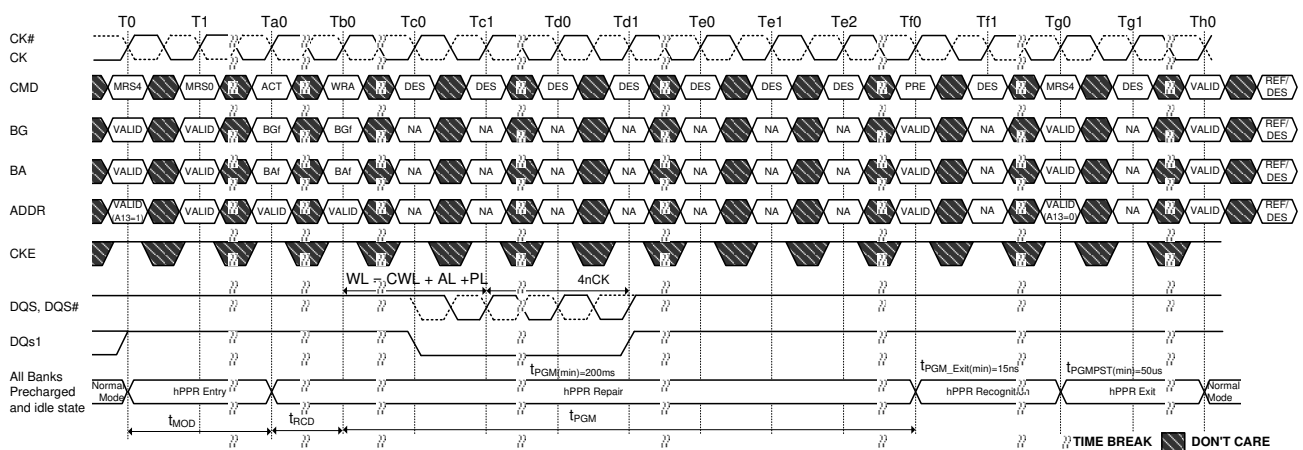 T0 T1 Ta0 Tb0 Tc0 Tc1 Td0 Td1 Te0 Te1 Te2 Tf0 Tf1 Tg0 Tg1 Th0
CK#
CK
CMD MRS4 MRS0 ACT WRA DES DES DES DES DES DES DES PRE DES MRS4 DES VALID REF/
DES
BG VALID VALID BGf BGf NA NA NA NA NA NA NA VALID NA VALID NA VALID REF/
DES
BA VALID VALID BAf BAf NA NA NA NA NA NA NA VALID NA VALID NA VALID REF/
DES
ADDR VALID
(A13=1) VALID VALID VALID NA NA NA NA NA NA NA VALID NA VALID
(A13=0) NA VALID REF/
DES
CKE
WL = CWL + AL +PL 4nCK
DQS, DQS#
DQs1
tPGM(min)=200ms tPGM_Exit(min)=15ns tPGMPST(min)=50us
All Banks
Precharged
and idle state
Normal
Mode hPPR Entry hPPR Repair hPPR Recognition hPPR Exit Normal
Mode
tMOD tRCD tPGM
TIME BREAK DON'T CARE